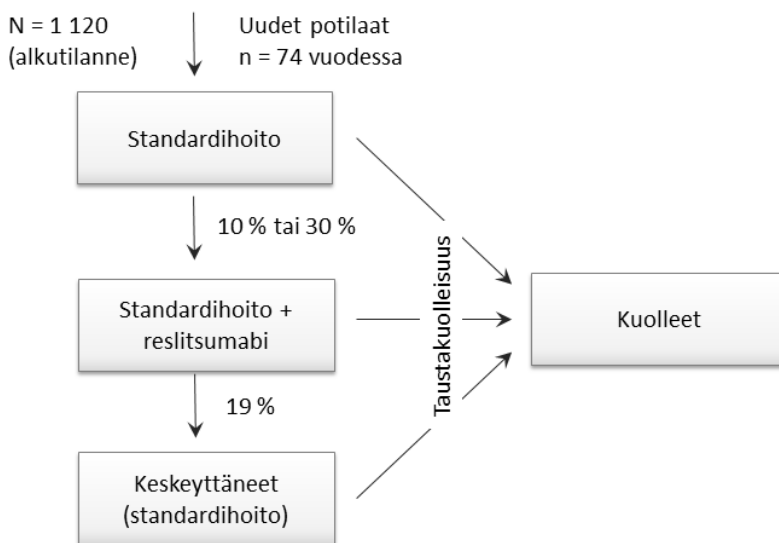 N = 1 120
(alkutilanne)
Uudet potilaat
n = 74 vuodessa
Standardihoito
10 % tai 30 %
Standardihoito +
reslitsumabi
19 %
Keskeyttäneet
(standardihoito)
Taustakuolleisuus
Kuolleet